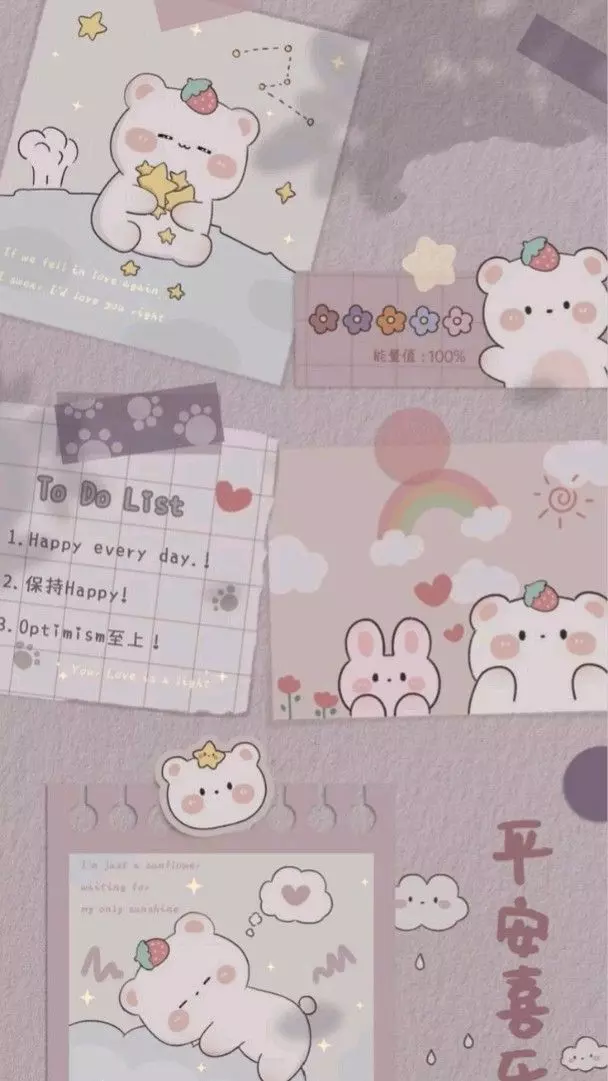 If we fell in love again
I swear, I'd love you right
能量值 :100%
To Do List
1.Happy every day.!
2.保持Happy!
3.Optimism至上!
Your Love is a light
I'm just a sunflower
waiting for
my only sunshine
平
安
喜
乐